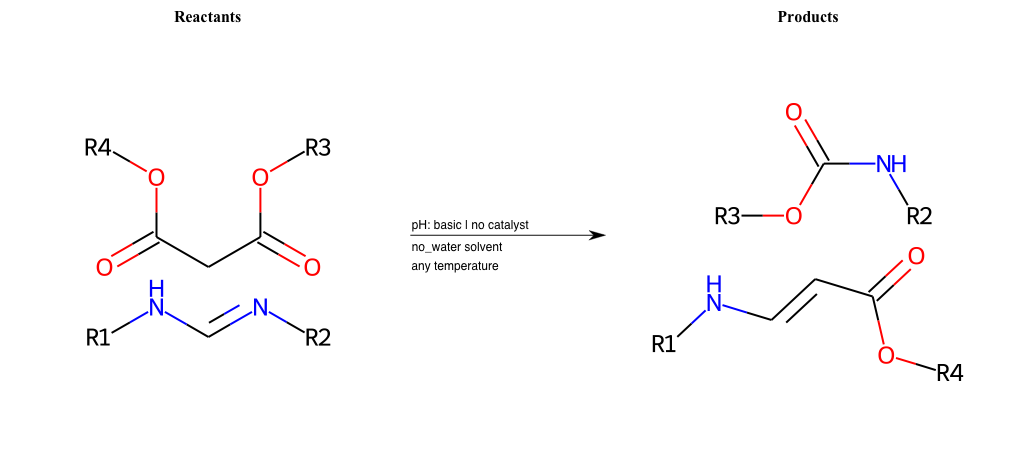 Reactants
Products
R4
R3
O
O
O
O
H
N
N
R1
R2
pH: basic | no catalyst
no_water solvent
any temperature
O
NH
R3
O
R2
H
N
O
R1
O
R4